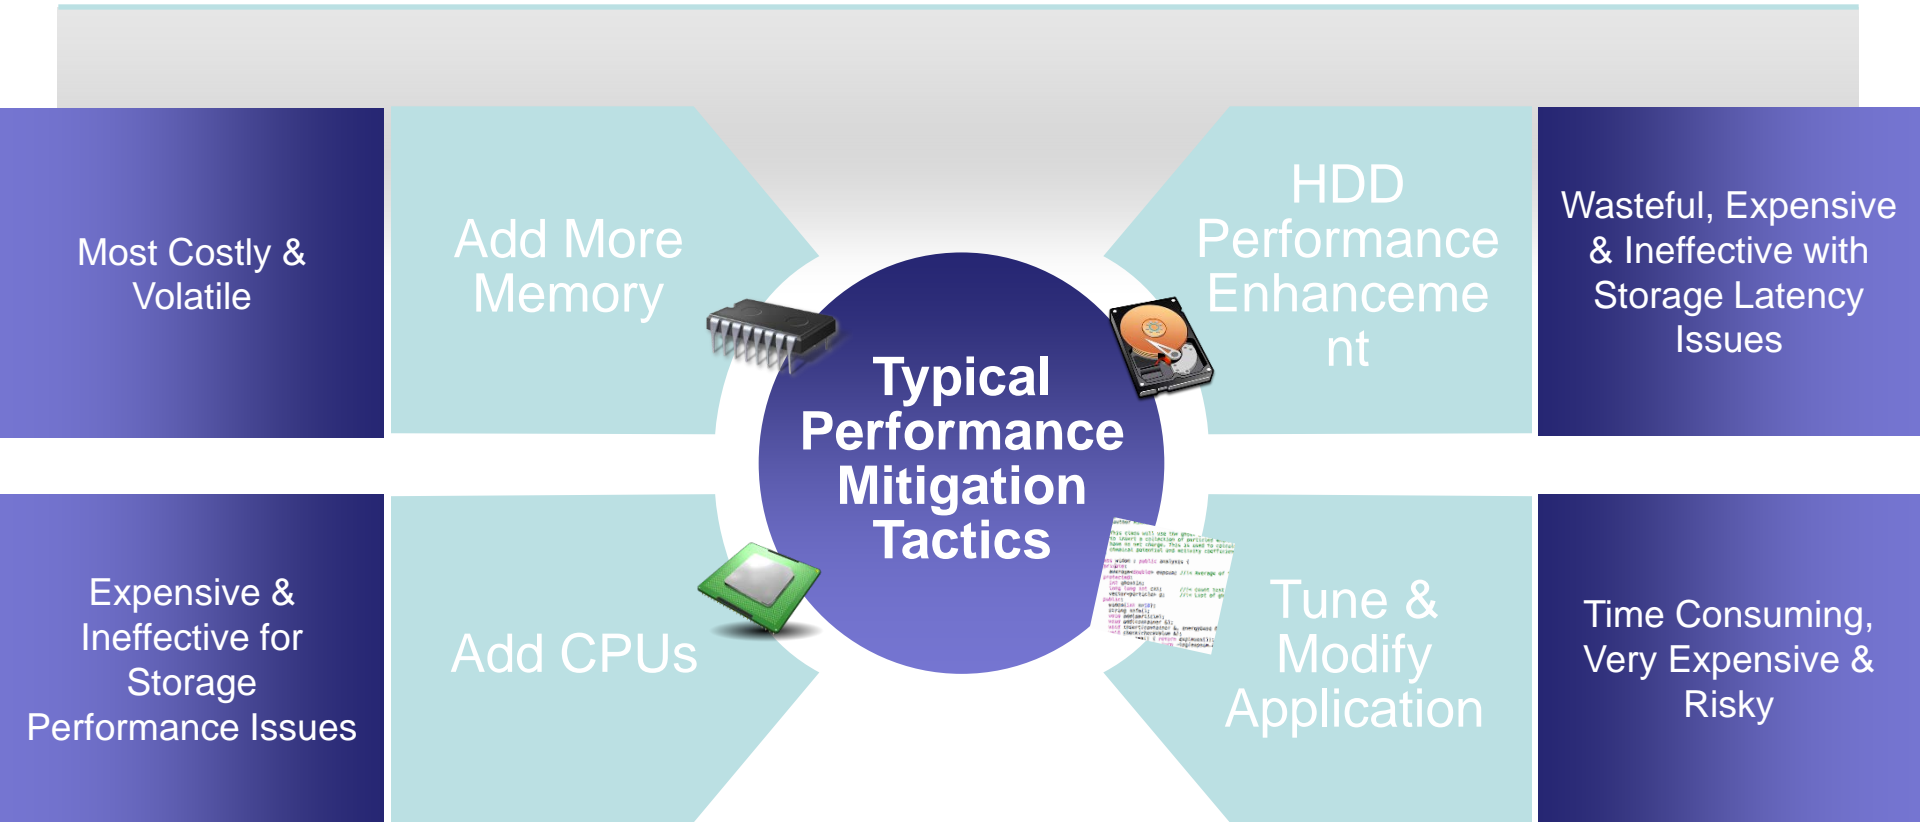 Most Costly &
Volatile
Add More
Memory
HDD
Performance
Enhanceme
nt
Wasteful, Expensive
& Ineffective with
Storage Latency
Issues
Typical
Performance
Mitigation
Tactics
Expensive &
Ineffective for
Storage
Performance Issues
Add CPUs
Tune &
Modify
Application
Time Consuming,
Very Expensive &
Risky